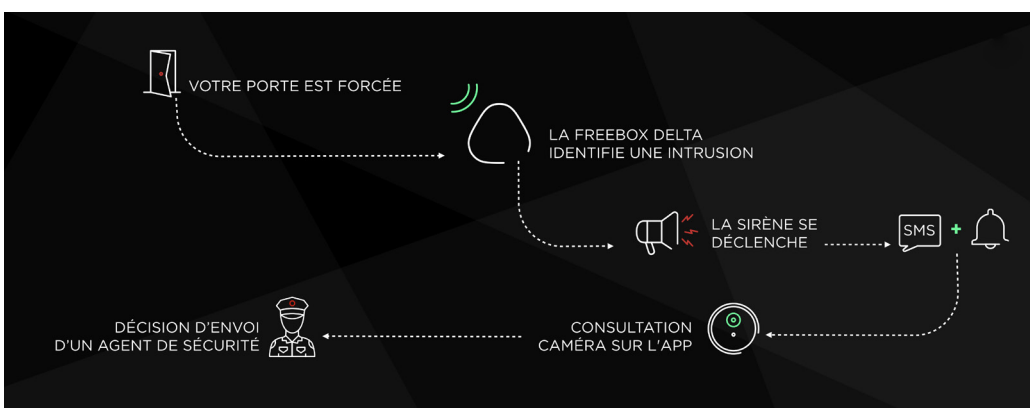 VOTRE PORTE EST FORCÉE
LA FREEBOX DELTA
IDENTIFIE UNE INTRUSION
LA SIRÈNE SE
DÉCLENCHE
SMS +
CONSULTATION
CAMÉRA SUR L'APP
DÉCISION D'ENVOI
D'UN AGENT DE SÉCURITÉ